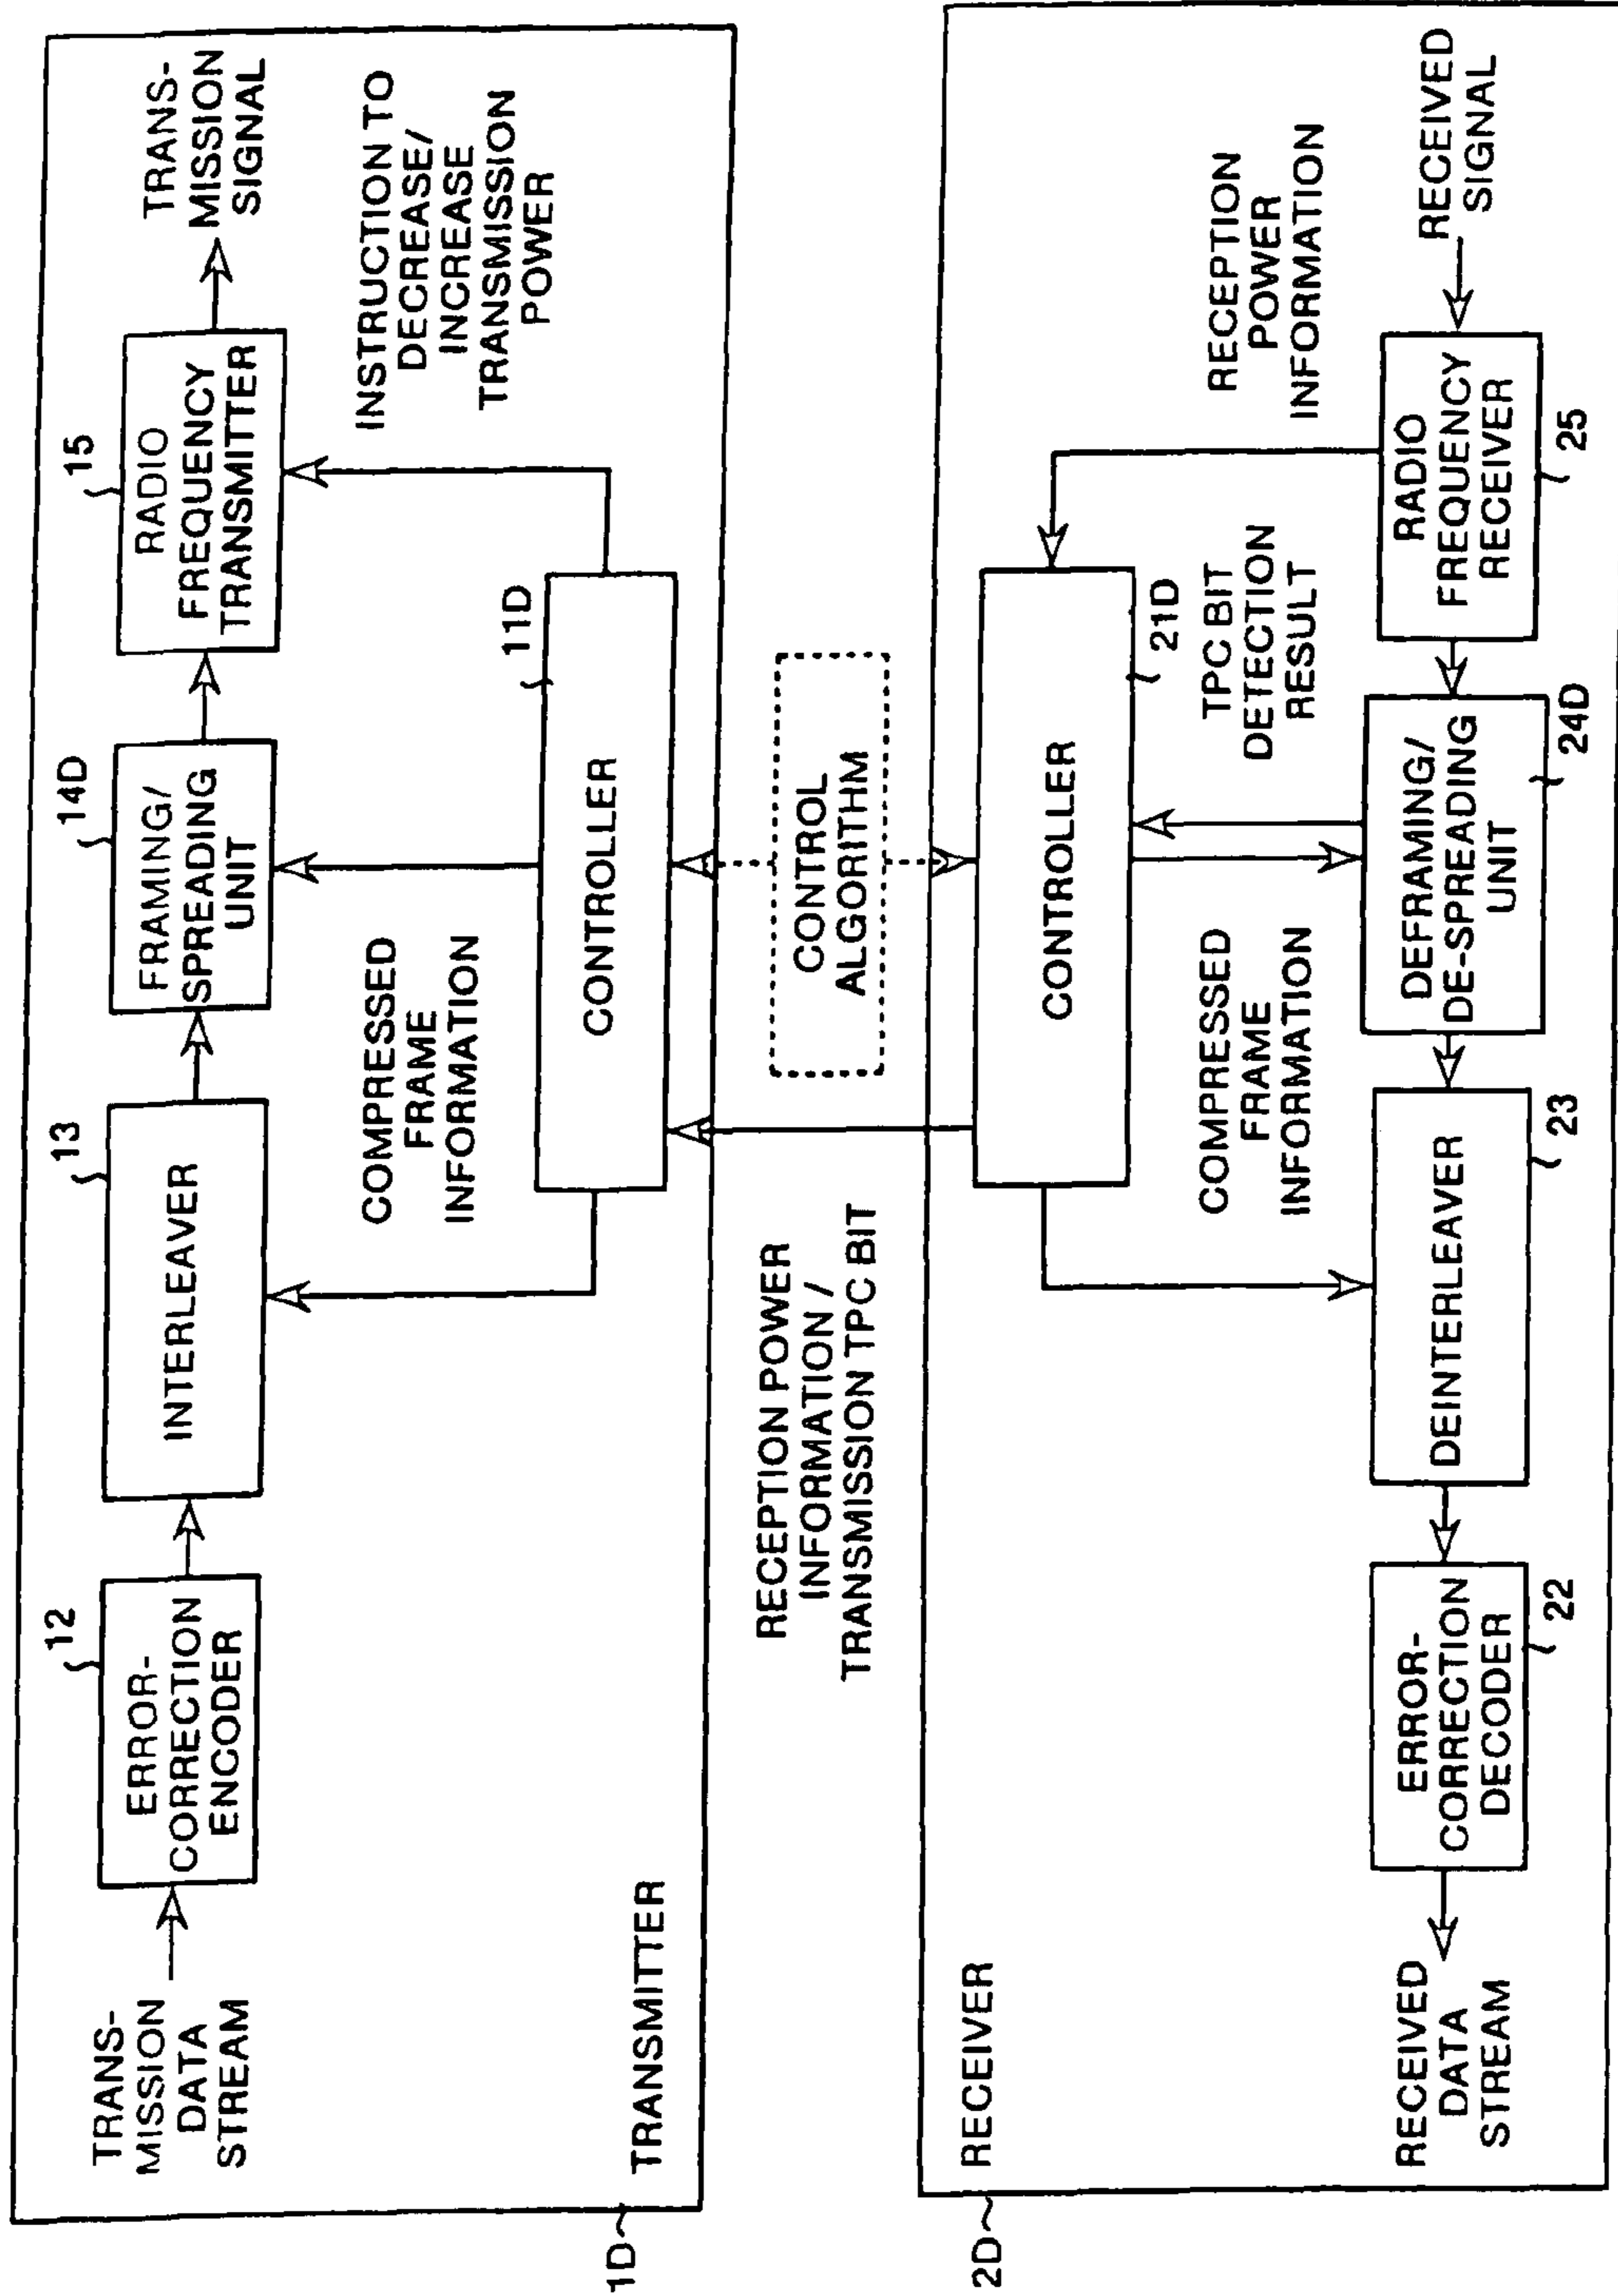 TRANS-
MISSION
DATA
STREAM
12
ERROR-
CORRECTION
ENCODER
13
INTERLEAVER
14D
FRAMING/
SPREADING
UNIT
15
RADIO
FREQUENCY
TRANSMITTER
TRANS-
MISSION
SIGNAL
COMPRESSED
FRAME
INFORMATION
INSTRUCTION TO
DECREASE/
INCREASE
TRANSMISSION
POWER
11D
CONTROLLER
TRANSMITTER
1D
RECEPTION POWER
INFORMATION /
TRANSMISSION TPC BIT
CONTROL
ALGORITHM
2D
RECEIVER
CONTROLLER
21D
COMPRESSED
FRAME
INFORMATION
TPC BIT
DETECTION
RESULT
RECEPTION
POWER
INFORMATION
RECEIVED
DATA
STREAM
ERROR-
CORRECTION
DECODER
22
DEINTERLEAVER
23
DEFRAMING/
DE-SPREADING
UNIT
24D
RADIO
FREQUENCY
RECEIVER
25
RECEIVED
SIGNAL